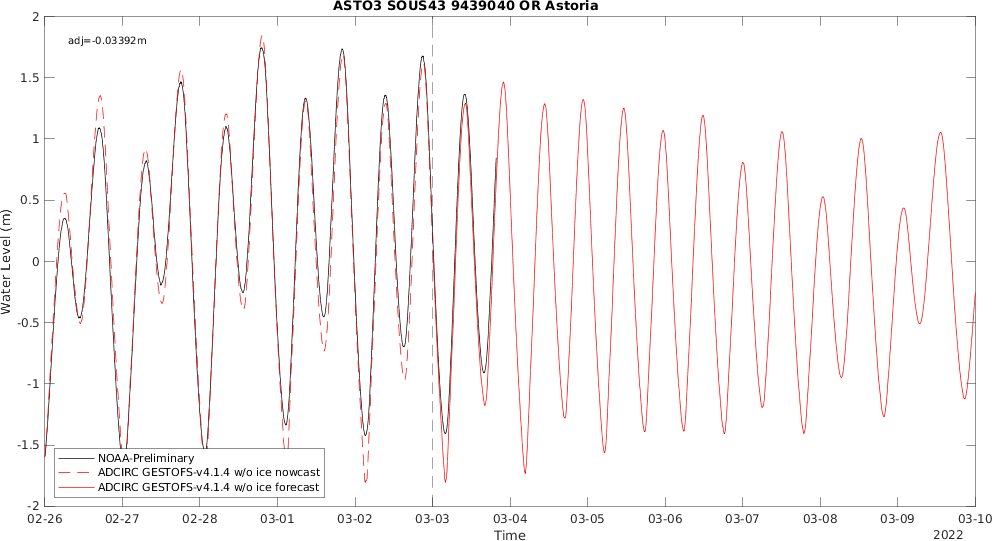 ASTO3 SOUS43 9439040 OR Astoria
adj=-0.03392m
2
1.5
1
0.5
0
-0.5
-1
-1.5
-2
Water Level (m)
NOAA-Preliminary
ADCIRC GESTOFS-v4.1.4 w/o ice nowcast
ADCIRC GESTOFS-v4.1.4 w/o ice forecast
02-26 02-27 02-28 03-01 03-02 03-03 03-04 03-05 03-06 03-07 03-08 03-09 03-10
Time
2022